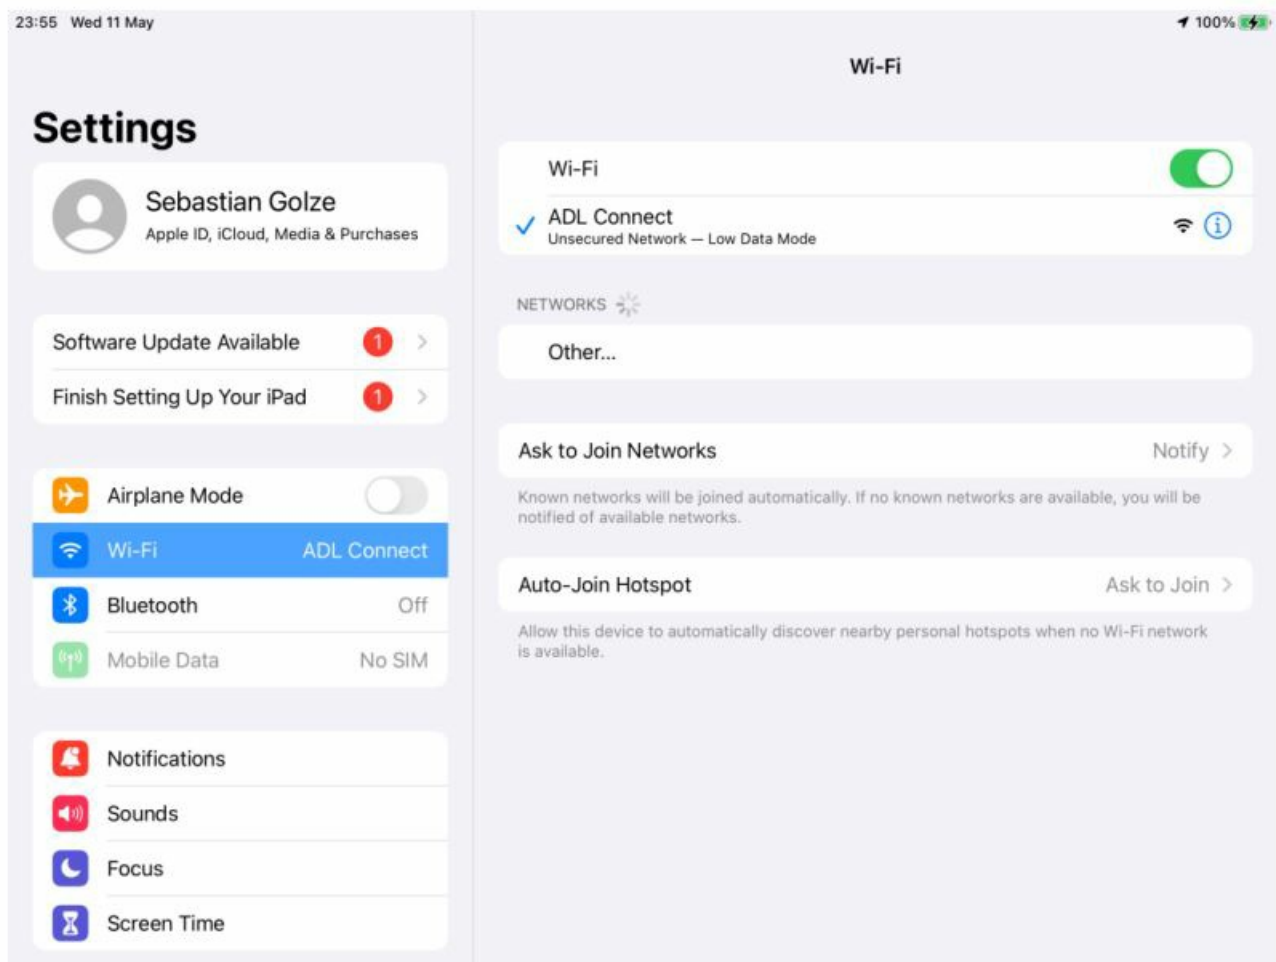 23:55 Wed 11 May
100%
Settings
Sebastian Golze
Apple ID, iCloud, Media & Purchases
Software Update Available 1
Finish Setting Up Your iPad 1
Airplane Mode
Wi-Fi ADL Connect
Bluetooth Off
Mobile Data No SIM
Notifications
Sounds
Focus
Screen Time
Wi-Fi
Wi-Fi
ADL Connect
Unsecured Network — Low Data Mode
NETWORKS
Other...
Ask to Join Networks Notify
Known networks will be joined automatically. If no known networks are available, you will be
notified of available networks.
Auto-Join Hotspot Ask to Join
Allow this device to automatically discover nearby personal hotspots when no Wi-Fi network
is available.